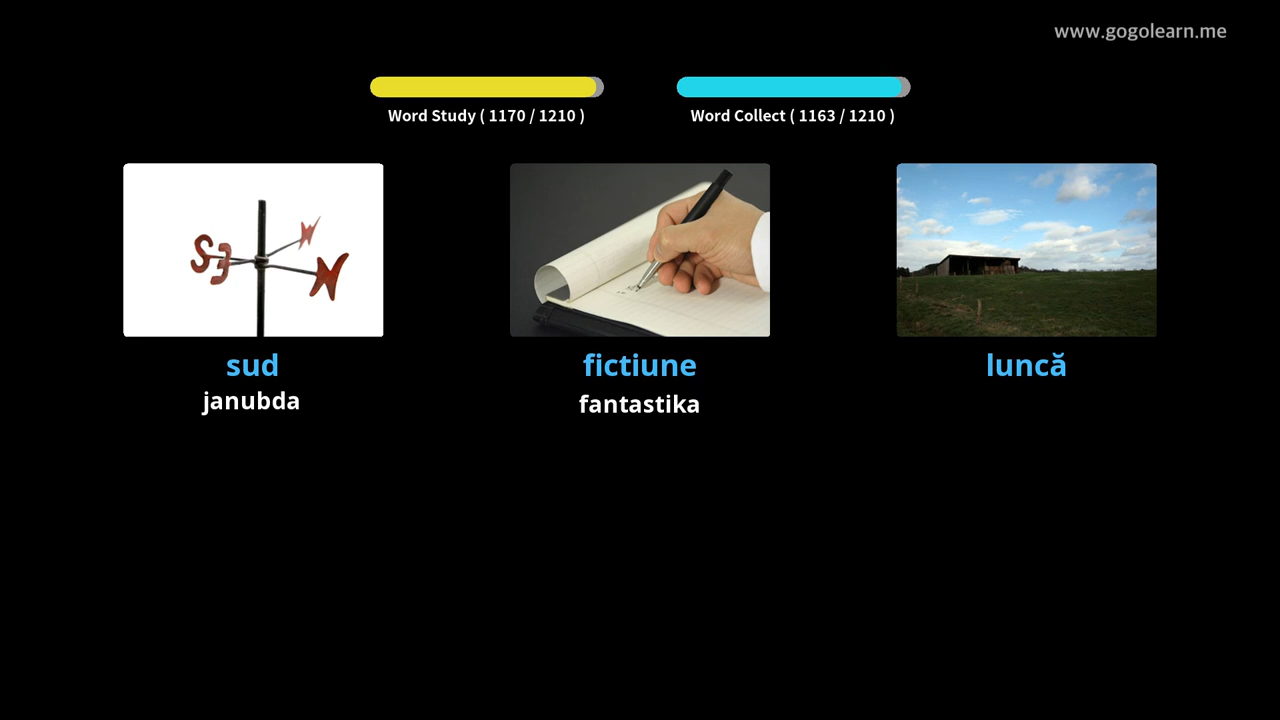 www.gogolearn.me
Word Study ( 1170 / 1210 )
Word Collect ( 1163 / 1210 )
S E N
sud
fictiune
luncă
janubda
fantastika